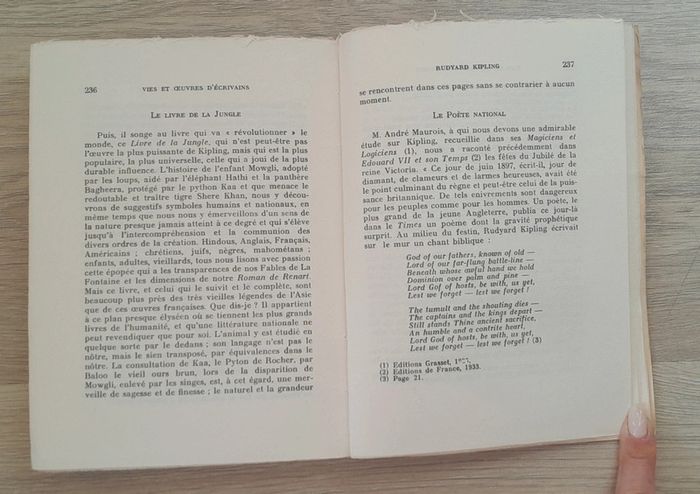 236
VIES ET ŒUVRES D'ÉCRIVAINS
LE LIVRE DE LA JUNGLE
Puis, il songe au livre qui va « révolutionner » le
monde, ce Livre de la Jungle, qui n'est peut-être pas
l'œuvre la plus puissante de Kipling, mais qui est la plus
populaire, la plus universelle, celle qui a joui de la plus
durable influence. L'histoire de l'enfant Mowgli, adopté
par les loups, aidé par l'éléphant Hathi et la panthère
Bagheera, protégé par le python Kaa et que menace le
redoutable et traître tigre Shere Khan, nous y décou-
vrons de suggestifs symboles humains et nationaux, en
même temps que nous nous y émerveillons d'un sens de
la nature presque jamais atteint à ce degré et qui s'élève
jusqu'à l'intercompréhension et la communion des
divers ordres de la création. Hindous, Anglais, Français,
Américains ; chrétiens, juifs, nègres, mahométans ;
enfants, adultes, vieillards, tous nous lisons avec passion
cette épopée qui a les transparences de nos Fables de La
Fontaine et les dimensions de notre Roman de Renart.
Mais ce livre, et celui qui le suit et le complète, sont
beaucoup plus près des très vieilles légendes de l'Asie
que de ces œuvres françaises. Que dis-je ? Il appartient
à ce plan presque élyséen où se tiennent les plus grands
livres de l'humanité, et qu'une littérature nationale ne
peut revendiquer que pour soi. L'animal y est étudié en
quelque sorte par le dedans ; son langage n'est pas le
nôtre, mais le sien transposé, par équivalences dans le
nôtre. La consultation de Kaa, le Pyton de Rocher, par
Baloo le vieil ours brun, lors de la disparition de
Mowgli, enlevé par les singes, est, à cet égard, une mer-
veille de sagesse et de finesse ; le naturel et la grandeur
RUDYARD KIPLING
237
se rencontrent dans ces pages sans se contrarier à aucun
moment.
LE POÈTE NATIONAL
M. André Maurois, à qui nous devons une admirable
étude sur Kipling, recueillie dans ses Magiciens et
Logiciens (1), nous a raconté précédemment dans
Edouard VII et son Temps (2) les fêtes du Jubilé de la
reine Victoria. « Ce jour de juin 1897, écrit-il, jour de
diamant, de clameurs et de larmes heureuses, avait été
le point culminant du règne et peut-être celui de la puis-
sance britannique. De tels enivrements sont dangereux
pour les peuples comme pour les hommes. Un poète, le
plus grand de la jeune Angleterre, publia ce jour-là
dans le Times un poème dont la gravité prophétique
surprit. Au milieu du festin, Rudyard Kipling écrivait
sur le mur un chant biblique :
God of our fathers, known of old —
Lord of our far-flung battle-line —
Beneath whose awful hand we hold
Dominion over palm and pine —
Lord Gof of hosts, be with, us yet,
Lest we forget — lest we forget !
The tumult and the shouting dies —
The captains and the kings depart —
Still stands Thine ancient sacrifice,
An humble and a contrite heart,
Lord God of hosts, be with us, yet,
Lest we forget — lest we forget ! (3)
(1) Editions Grasset,
(2) Editions de France, 1933.
(3) Page 21.